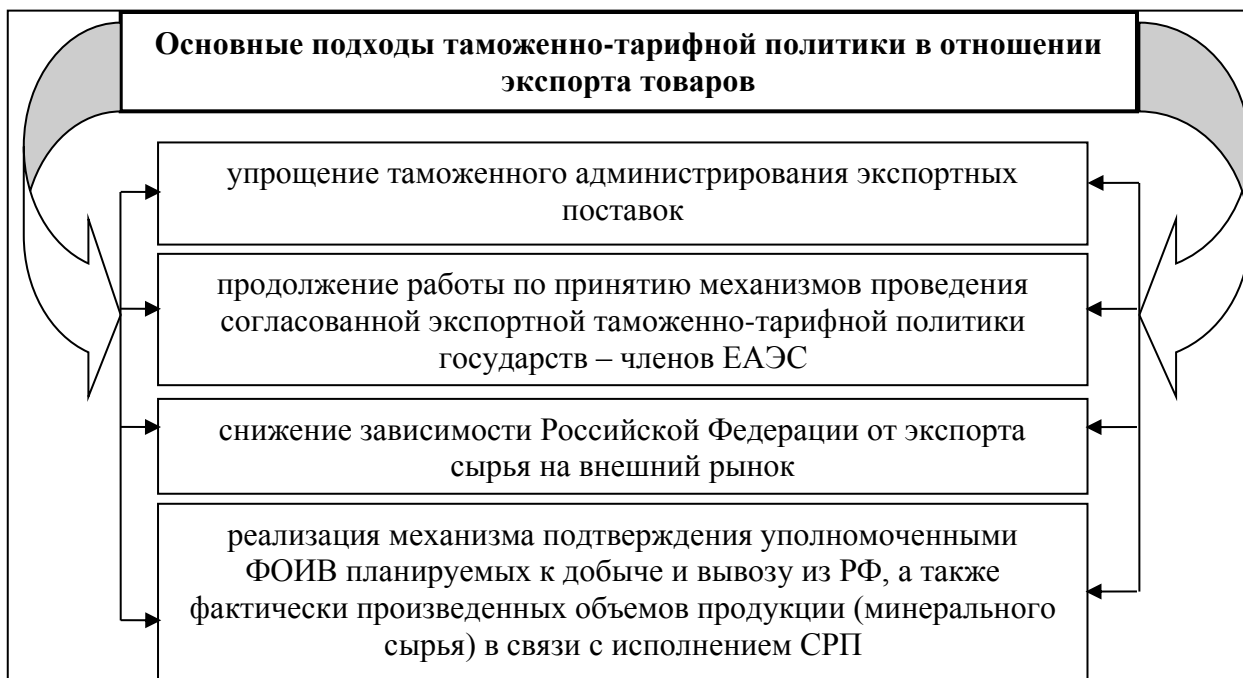 Основные подходы таможенно-тарифной политики в отношении
экспорта товаров
упрощение таможенного администрирования экспортных
поставок
продолжение работы по принятию механизмов проведения
согласованной экспортной таможенно-тарифной политики
государств – членов ЕАЭС
снижение зависимости Российской Федерации от экспорта
сырья на внешний рынок
реализация механизма подтверждения уполномоченными
ФОИВ планируемых к добыче и вывозу из РФ, а также
фактически произведенных объемов продукции (минерального
сырья) в связи с исполнением СРП